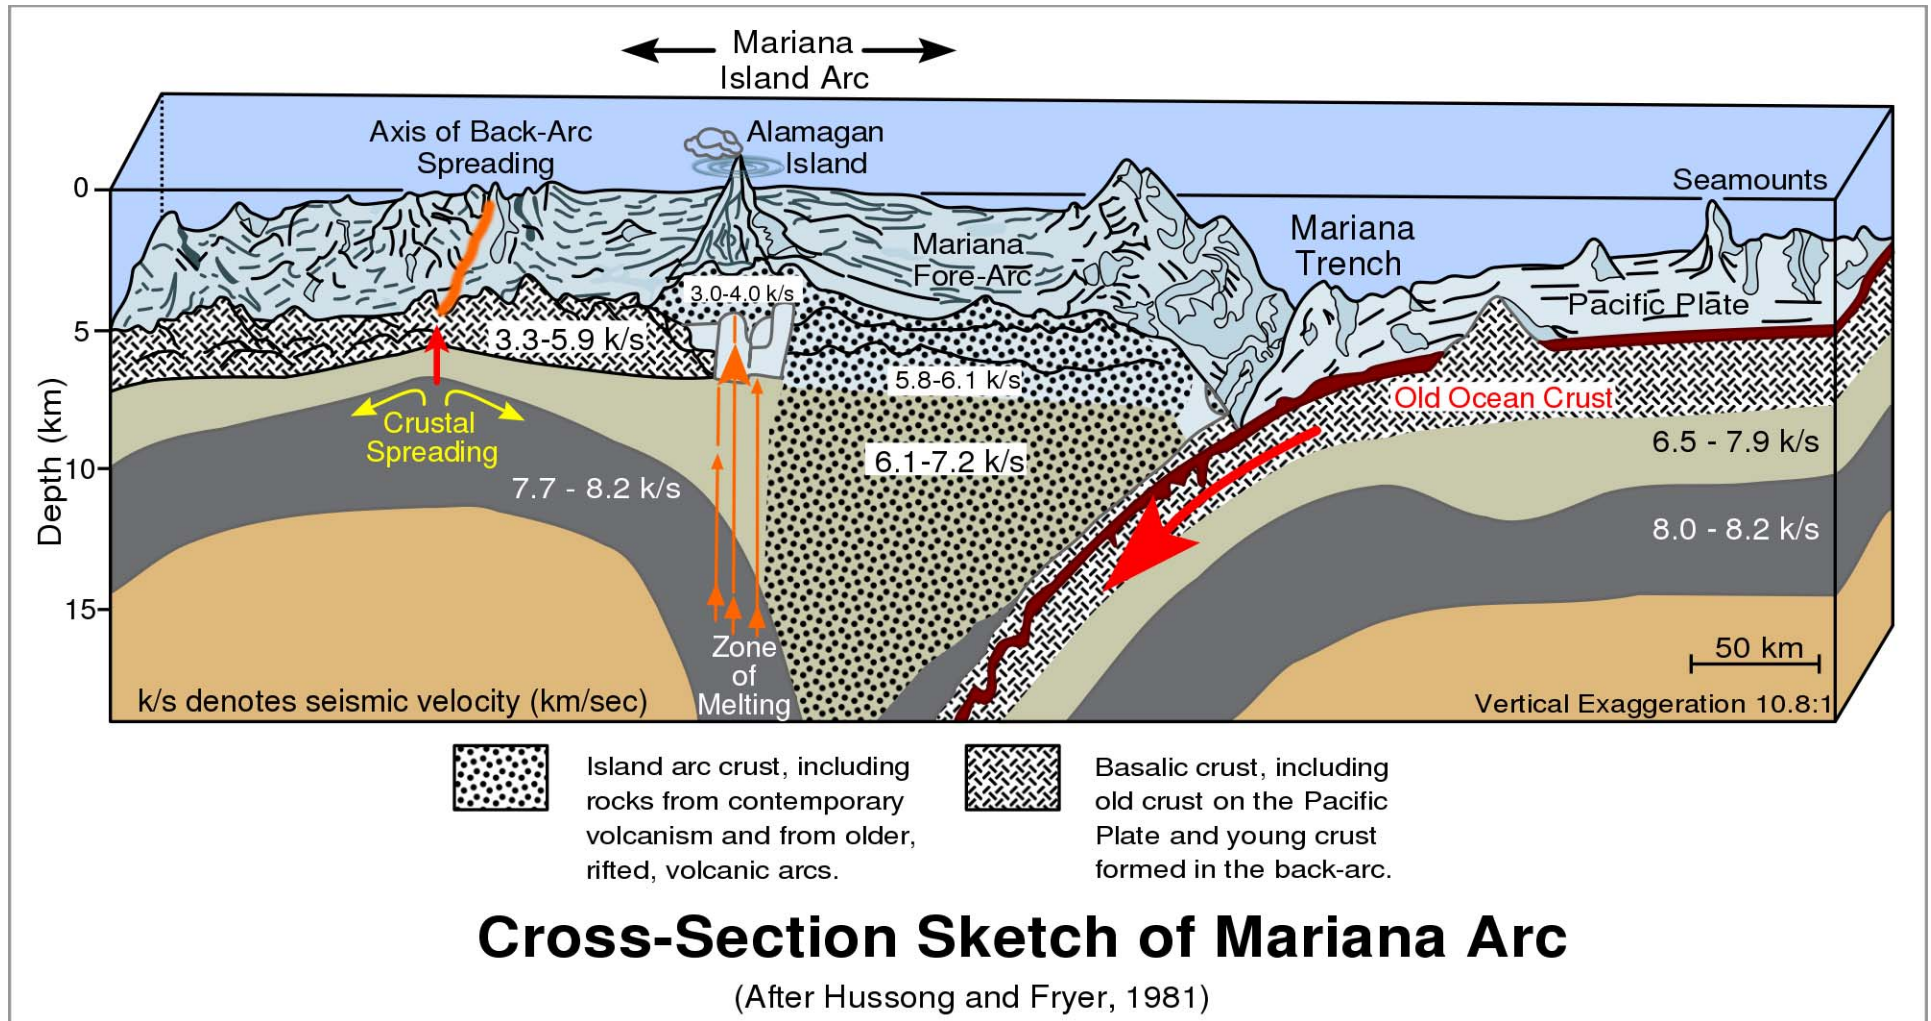 Mariana
Island Arc
Axis of Back-Arc
Spreading
Alamagan
Island
Seamounts
0
Mariana
Fore-Arc
Mariana
Trench
3.0-4.0 k/s
Pacific Plate
5
3.3-5.9 k/s
5.8-6.1 k/s
Old Ocean Crust
Crustal
Spreading
6.5 - 7.9 k/s
6.1-7.2 k/s
10
7.7 - 8.2 k/s
8.0 - 8.2 k/s
Depth (km)
15
Zone
of
Melting
50 km
k/s denotes seismic velocity (km/sec)
Vertical Exaggeration 10.8:1
Island arc crust, including
rocks from contemporary
volcanism and from older,
rifted, volcanic arcs.
Basalic crust, including
old crust on the Pacific
Plate and young crust
formed in the back-arc.
Cross-Section Sketch of Mariana Arc
(After Hussong and Fryer, 1981)